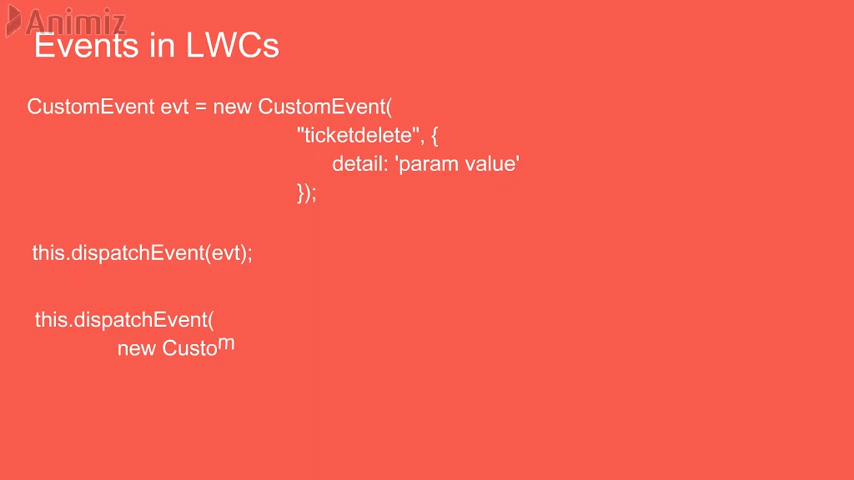 Animiz
Events in LWCs
CustomEvent evt = new CustomEvent(
"ticketdelete", {
detail: 'param value'
});
this.dispatchEvent(evt);
this.dispatchEvent(
new Custom